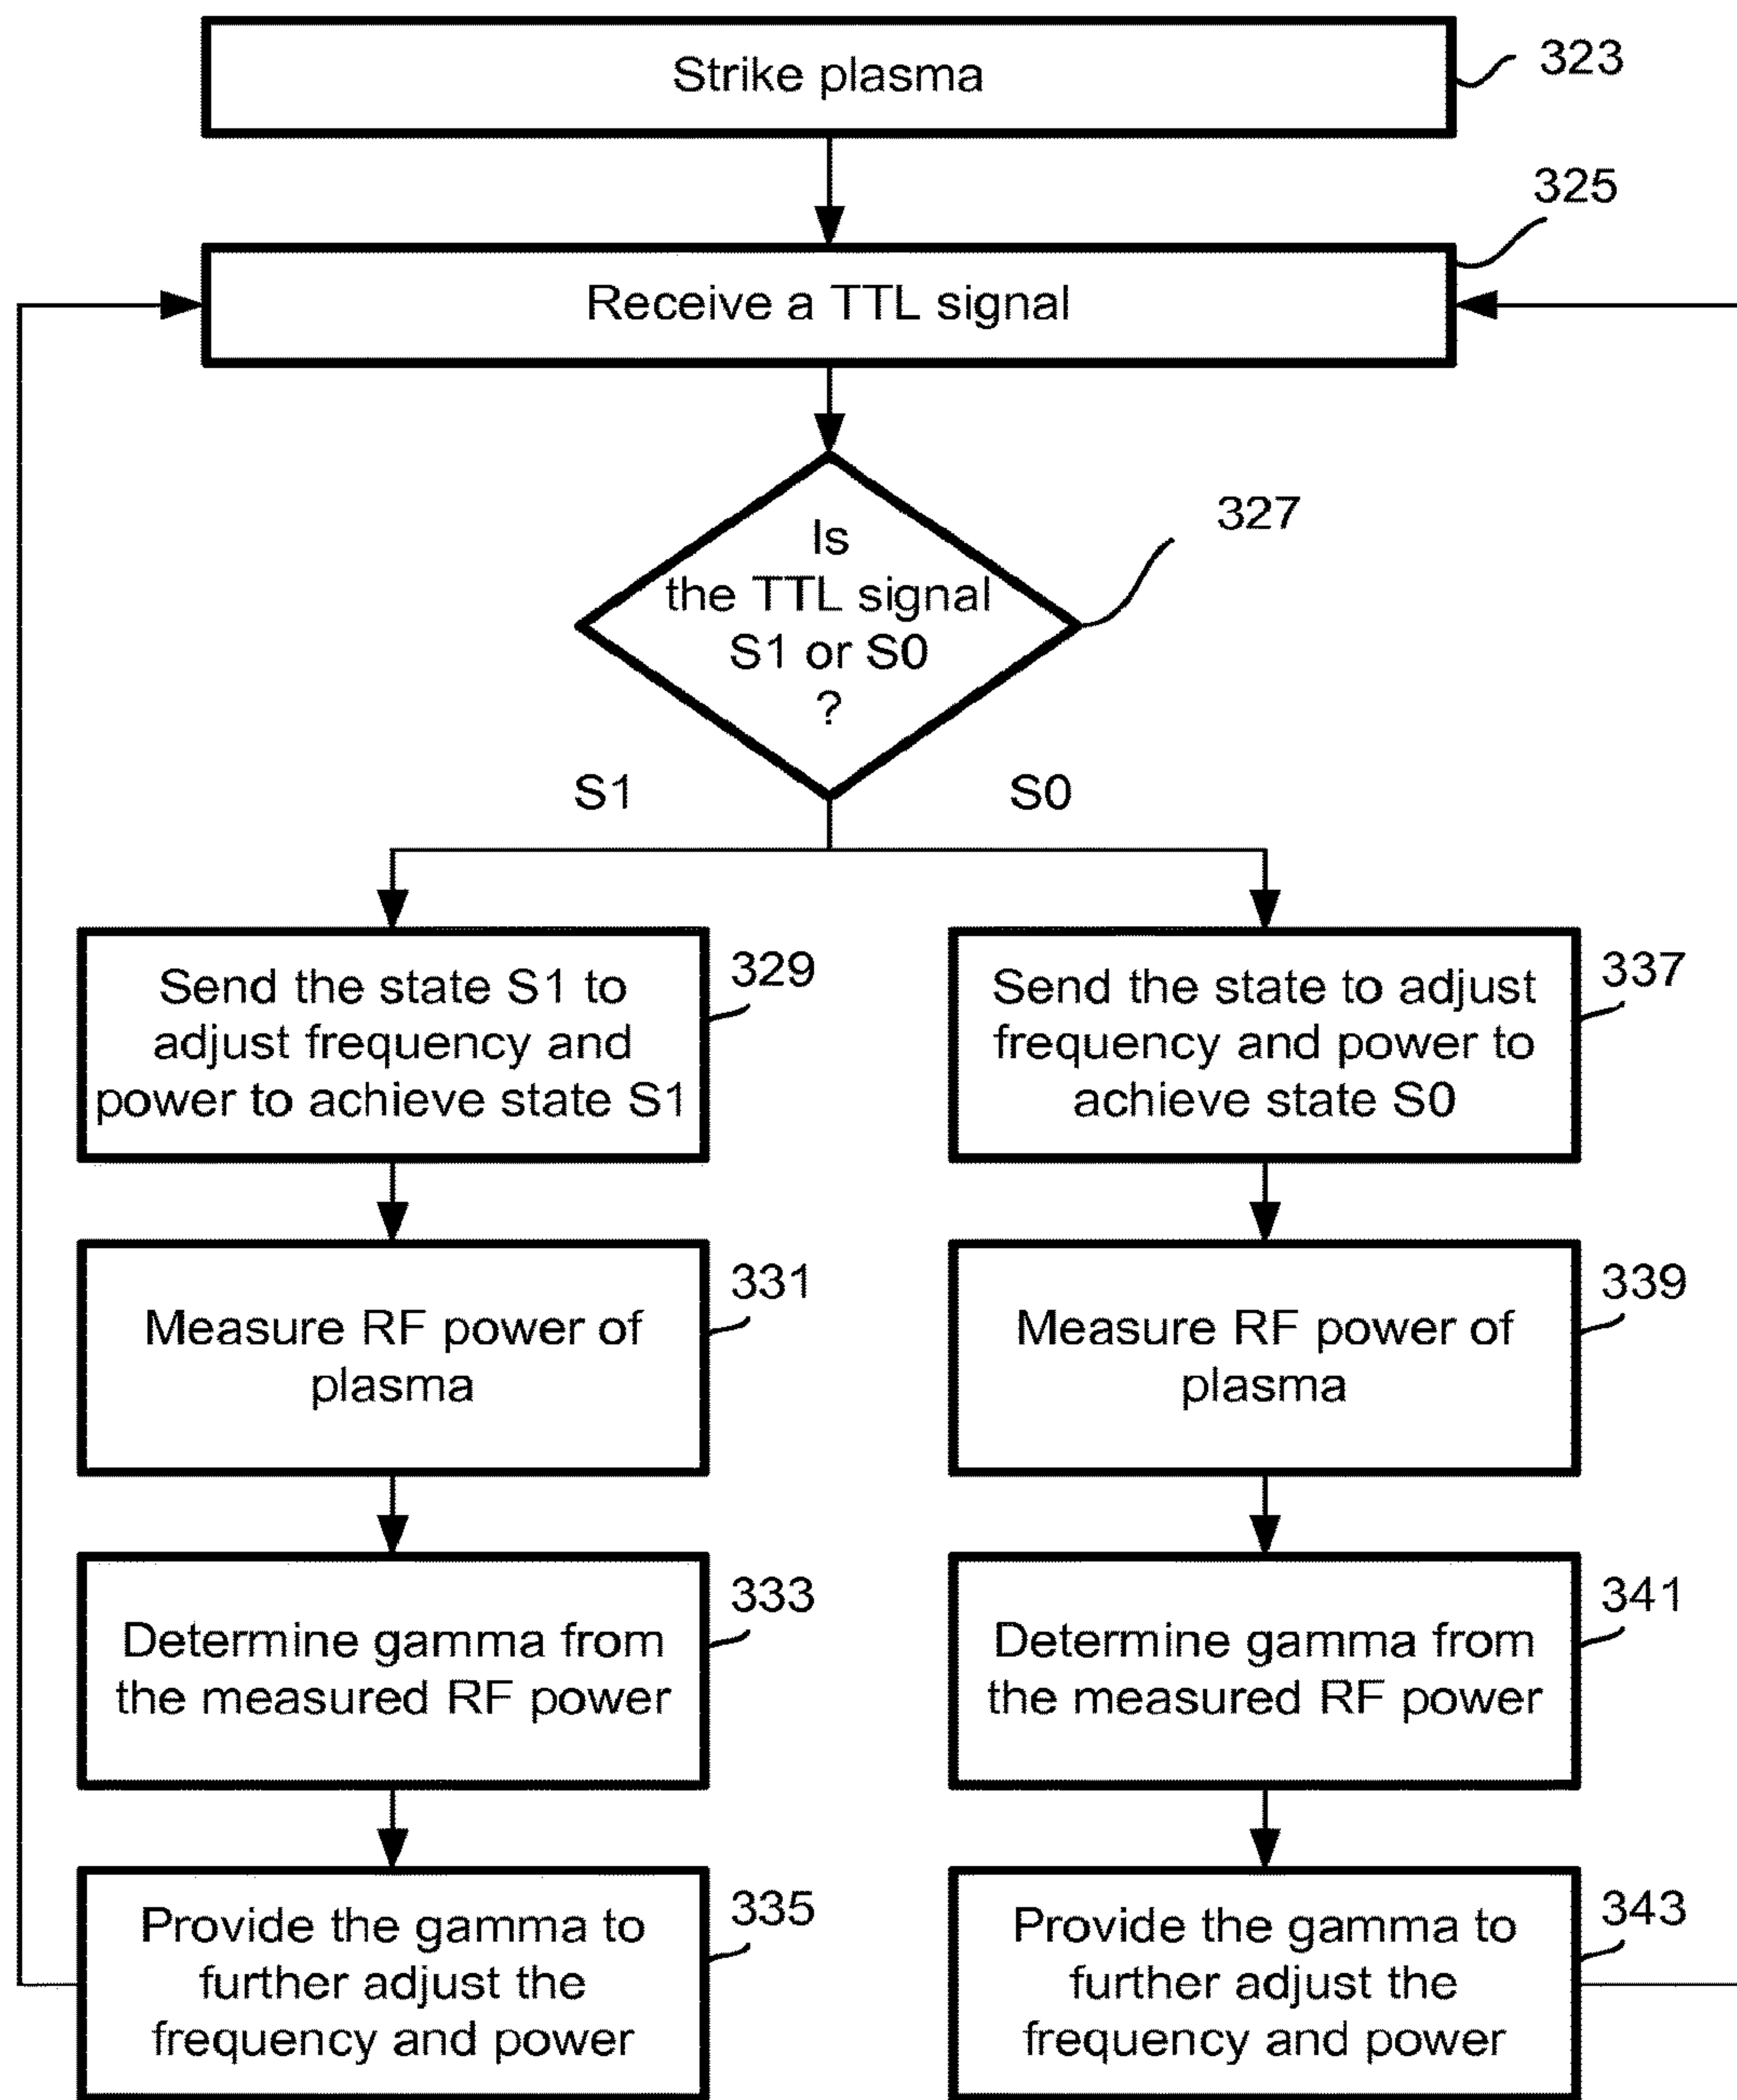 Strike plasma
323
325
Receive a TTL signal
327
Is
the TTL signal
S1 or S0
?
S1
S0
Send the state S1 to
adjust frequency and
power to achieve state S1
329
Send the state to adjust
frequency and power to
achieve state S0
337
Measure RF power of
plasma
331
Measure RF power of
plasma
339
Determine gamma from
the measured RF power
333
Determine gamma from
the measured RF power
341
Provide the gamma to
further adjust the
frequency and power
335
Provide the gamma to
further adjust the
frequency and power
343